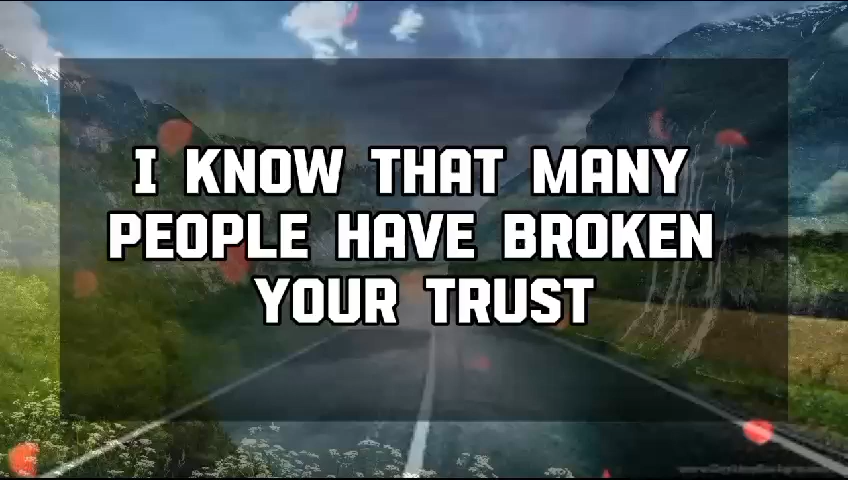 I KNOW THAT MANY
PEOPLE HAVE BROKEN
YOUR TRUST